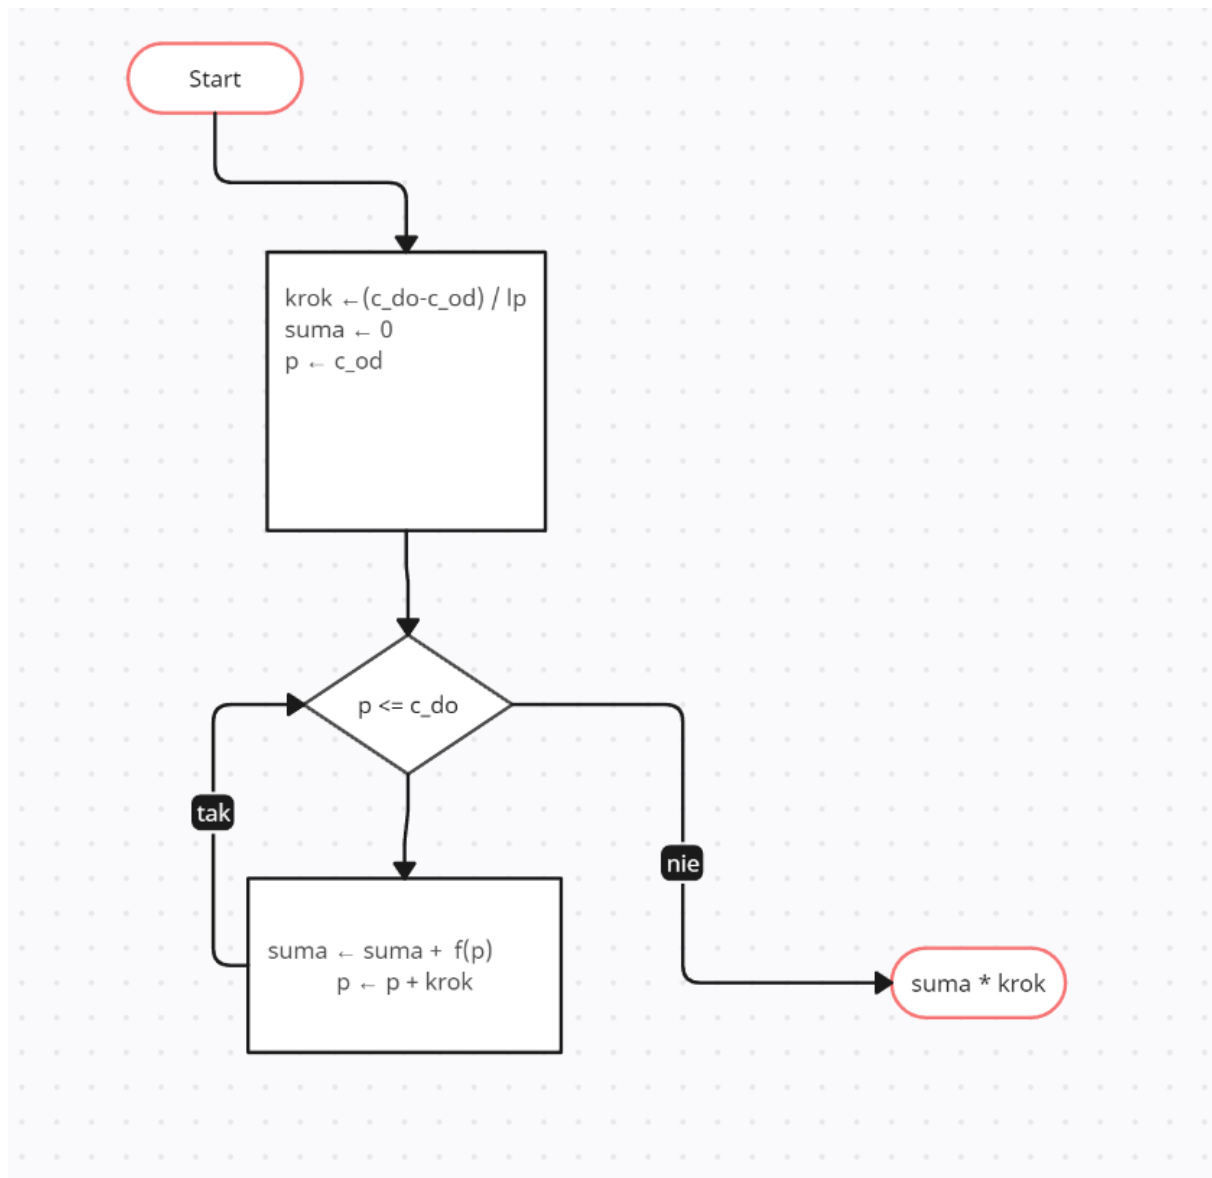 Start
krok ←(c_do-c_od) / lp
suma ← 0
p ← c_od
p <= c_do
tak
nie
suma ← suma + f(p)
p ← p + krok
suma * krok